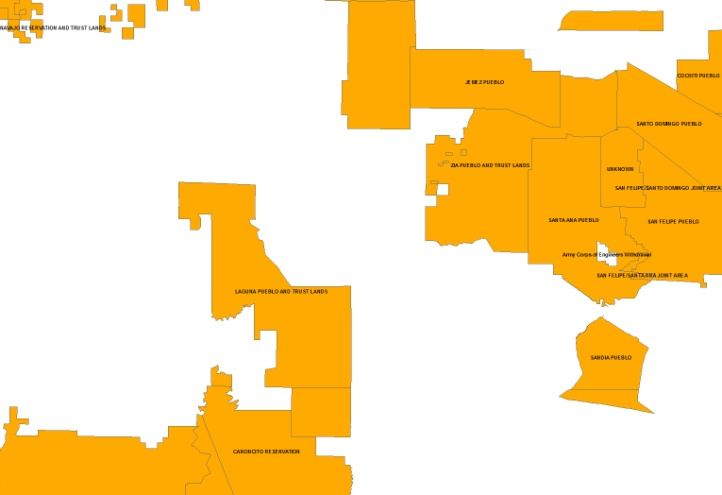 NAVAJO RESERVATION AND TRUST LANDS
JEMEZ PUEBLO
COCHITI PUEBLO
SANTO DOMINGO PUEBLO
ZIA PUEBLO AND TRUST LANDS
UNKNOWN
SAN FELIPE/SANTO DOMINGO JOINT AREA
SANTA ANA PUEBLO
SAN FELIPE PUEBLO
Army Corps of Engineers Withdrawal
SAN FELIPE/SANTA ANA JOINT AREA
LAGUNA PUEBLO AND TRUST LANDS
SANDIA PUEBLO
CANONCITO RESERVATION